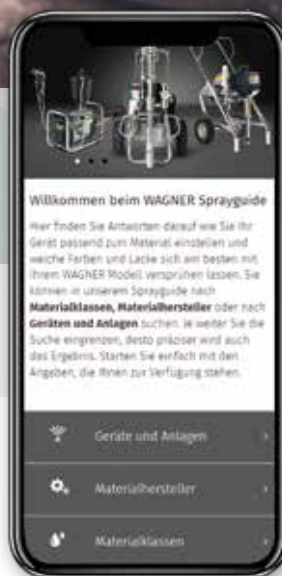 Willkommen beim WAGNER Sprayguide
Hier finden Sie Antworten darauf wie Sie Ihr
Gerät passend zum Material einstellen und
welche Farben und Lacke sich am besten mit
Ihrem WAGNER Modell versprühen lassen. Sie
können in unserem Sprayguide nach
Materialklassen, Materialhersteller oder nach
Geräten und Anlagen suchen. Je weiter Sie die
Suche eingrenzen, desto präziser wird auch
das Ergebnis. Starten Sie einfach mit den
Angaben, die Ihnen zur Verfügung stehen.
Geräte und Anlagen
Materialhersteller
Materialklassen